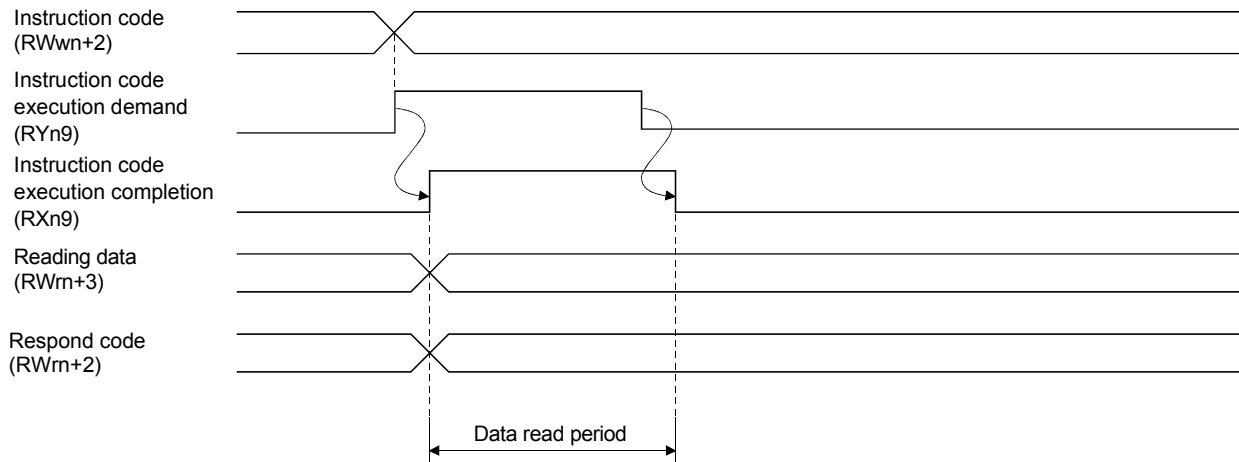 Instruction code
(RWwn+2)
Instruction code
execution demand
(RYn9)
Instruction code
execution completion
(RXn9)
Reading data
(RWrn+3)
Respond code
(RWrn+2)
Data read period